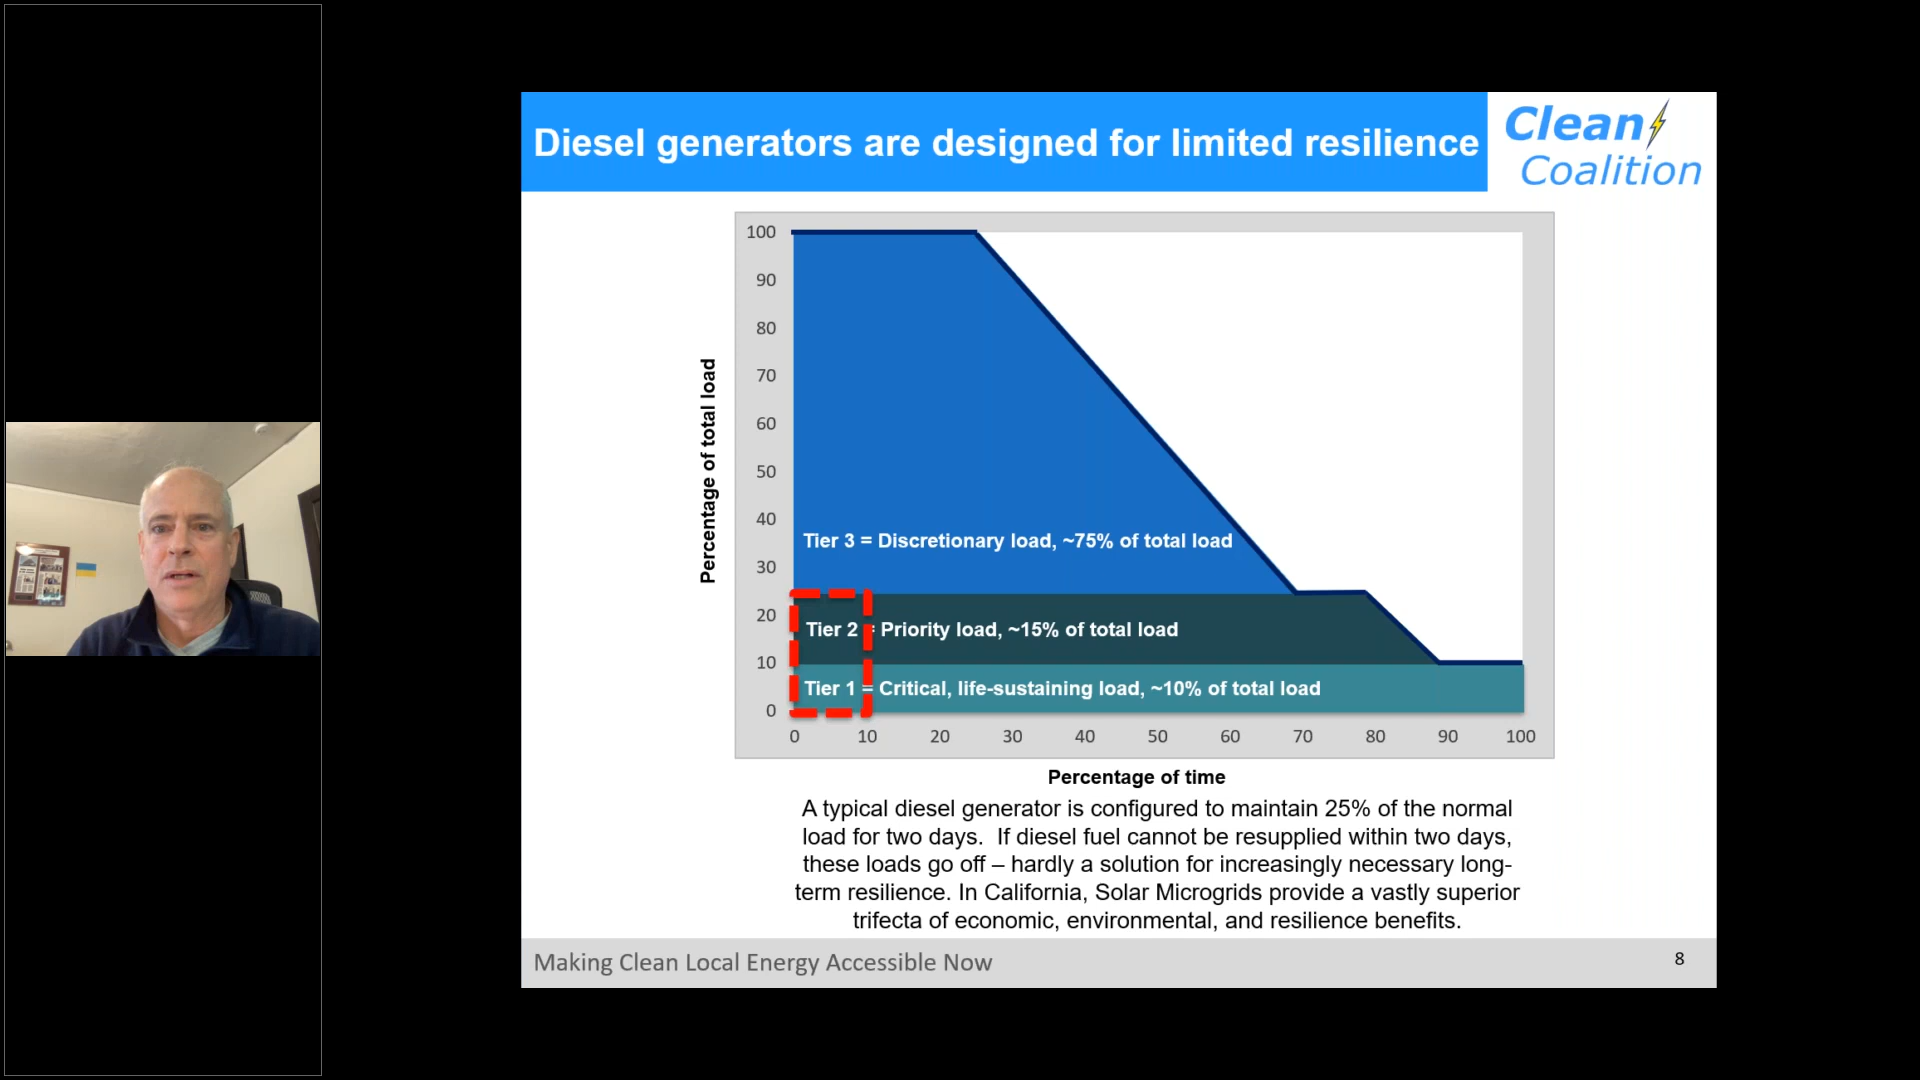 Diesel generators are designed for limited resilience
Clean
Coalition
Percentage of total load
100
90
80
70
60
50
40
30
20
10
0
Tier 3 = Discretionary load, ~75% of total load
Tier 2 = Priority load, ~15% of total load
Tier 1 = Critical, life-sustaining load, ~10% of total load
0 10 20 30 40 50 60 70 80 90 100
Percentage of time
A typical diesel generator is configured to maintain 25% of the normal
load for two days. If diesel fuel cannot be resupplied within two days,
these loads go off – hardly a solution for increasingly necessary long-
term resilience. In California, Solar Microgrids provide a vastly superior
trifecta of economic, environmental, and resilience benefits.
Making Clean Local Energy Accessible Now
8